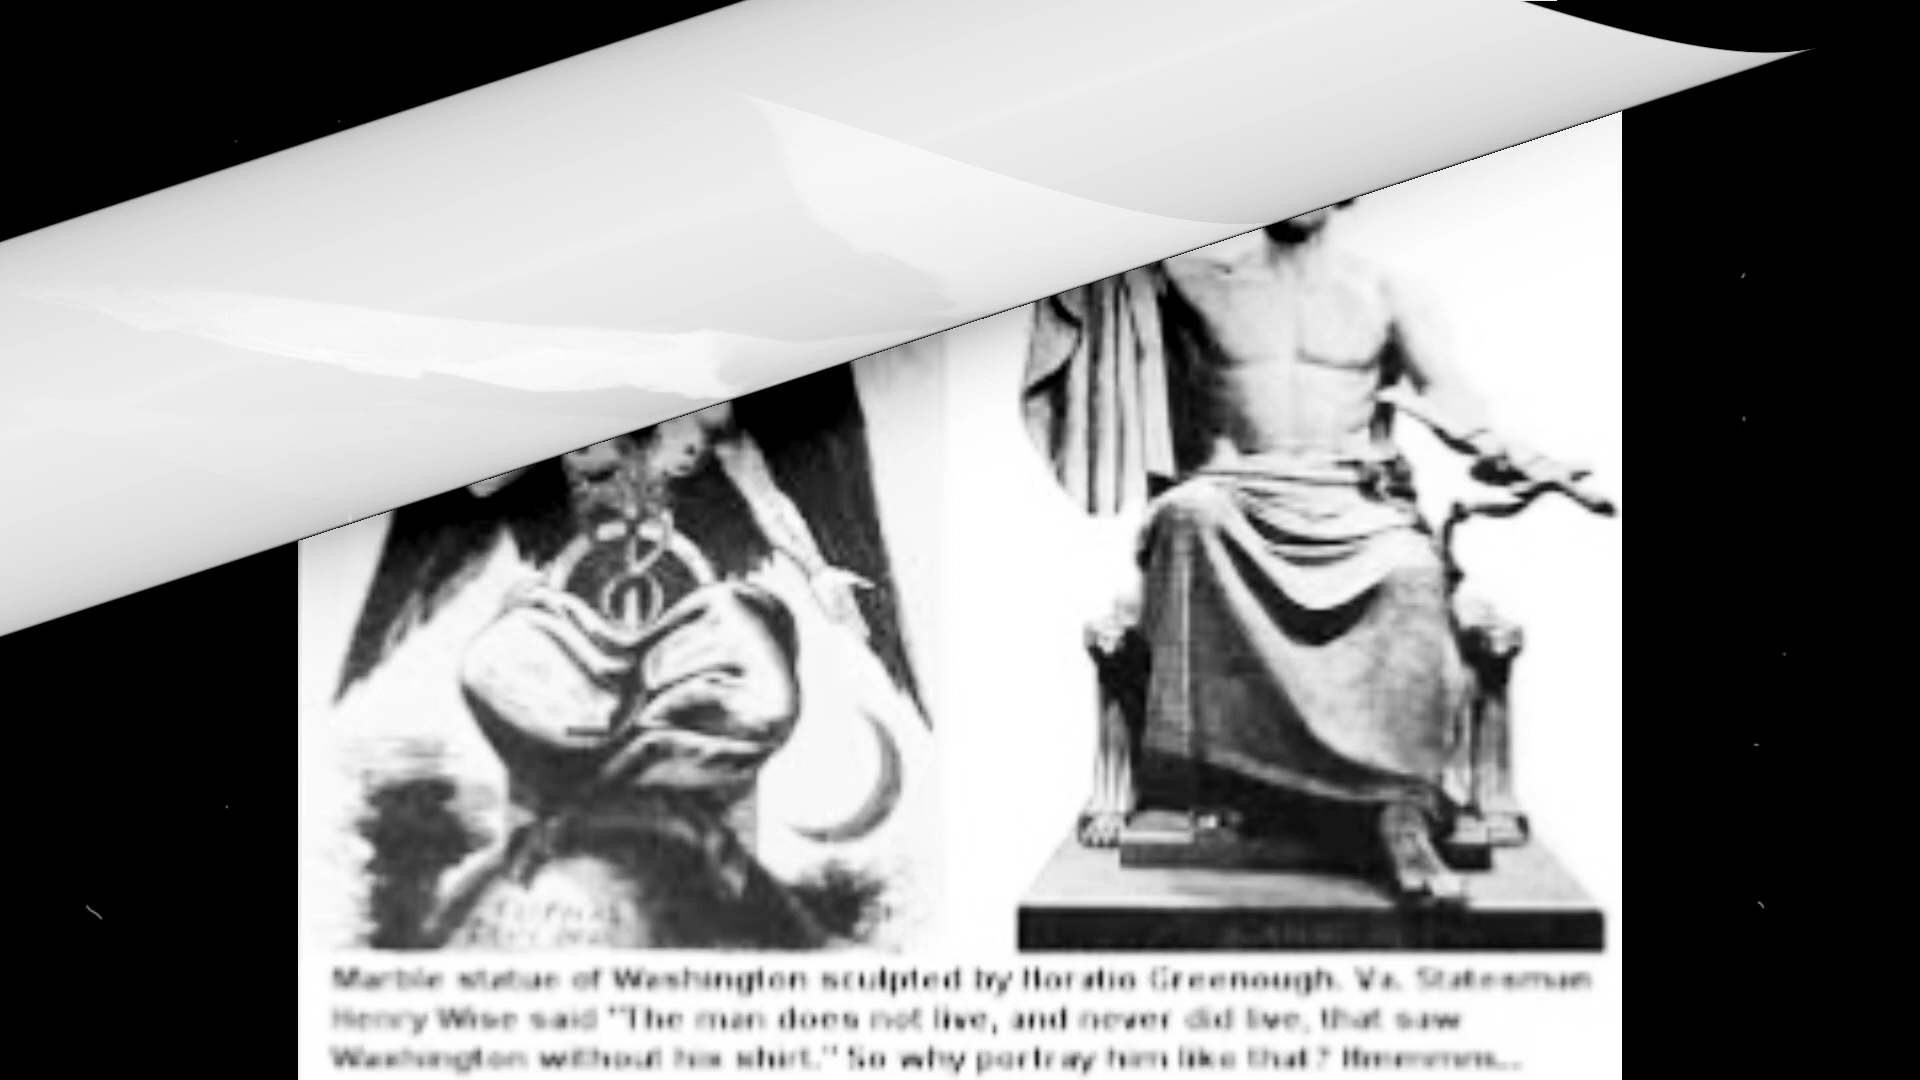 Marble statue of Washington sculpted by Horatio Greenough. Va. Statesman
Henry Wise said "The man does not live, and never did live, that saw
Washington without his shirt." So why portray him like that? Hmmmmm...